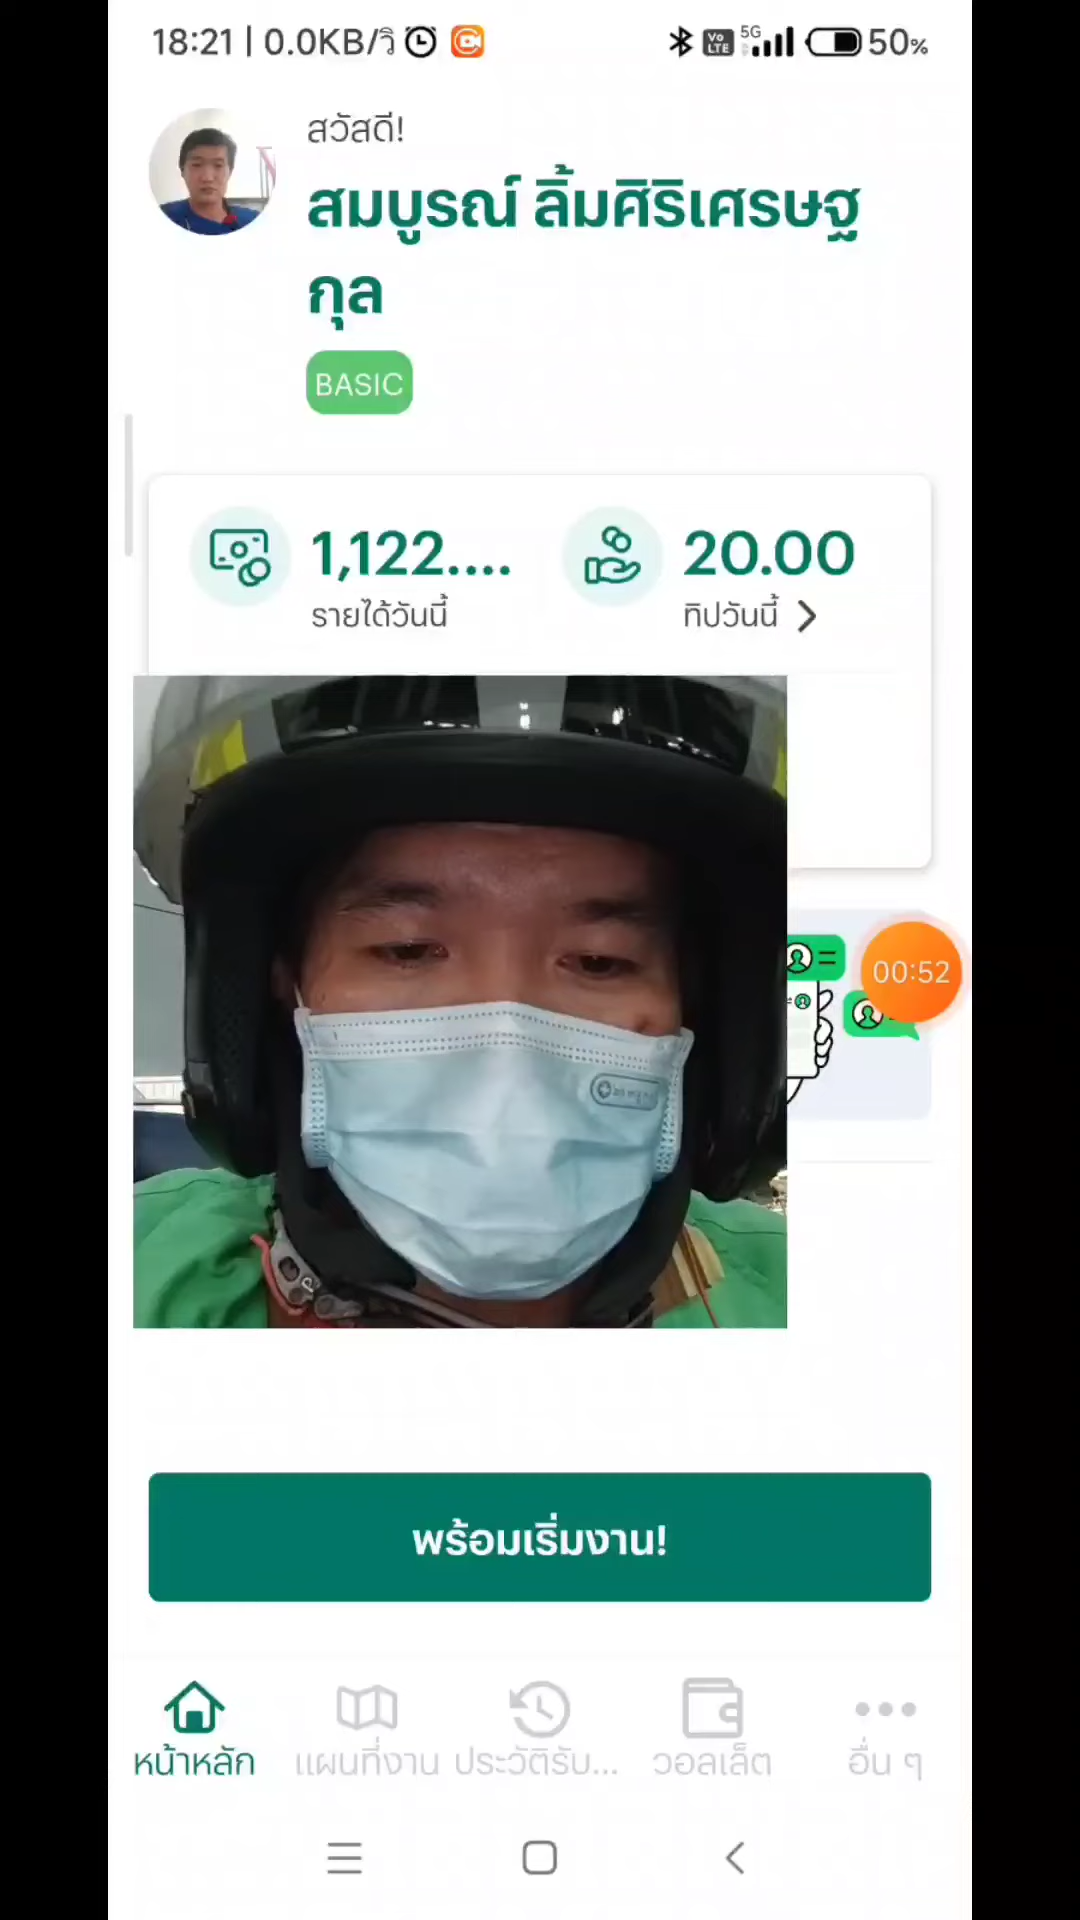 18:21 | 0.0KB/วิ
5G 50%
สวัสดี!
สมบูรณ์ ลิ้มศิริเศรษฐ
กุล
BASIC
1,122.... 20.00
รายได้วันนี้ ทิปวันนี้
00:52
พร้อมเริ่มงาน!
หน้าหลัก แผนที่งาน ประวัติรับ... วอลเล็ต อื่น ๆ